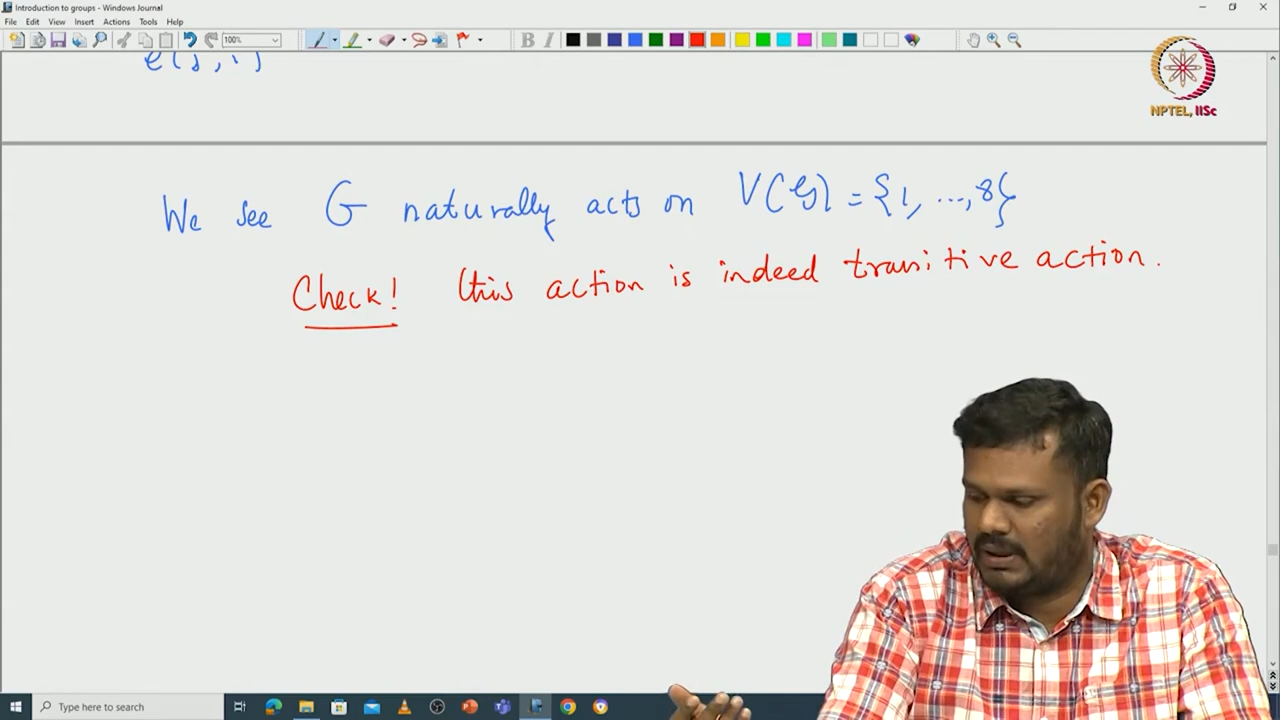 Introduction to groups - Windows Journal
File Edit View Insert Actions Tools Help
100%
B I
e(j,i)
NPTEL, IISc
We see G naturally acts on V(G) = {1, ..., 8}
Check! this action is indeed transitive action.
Type here to search